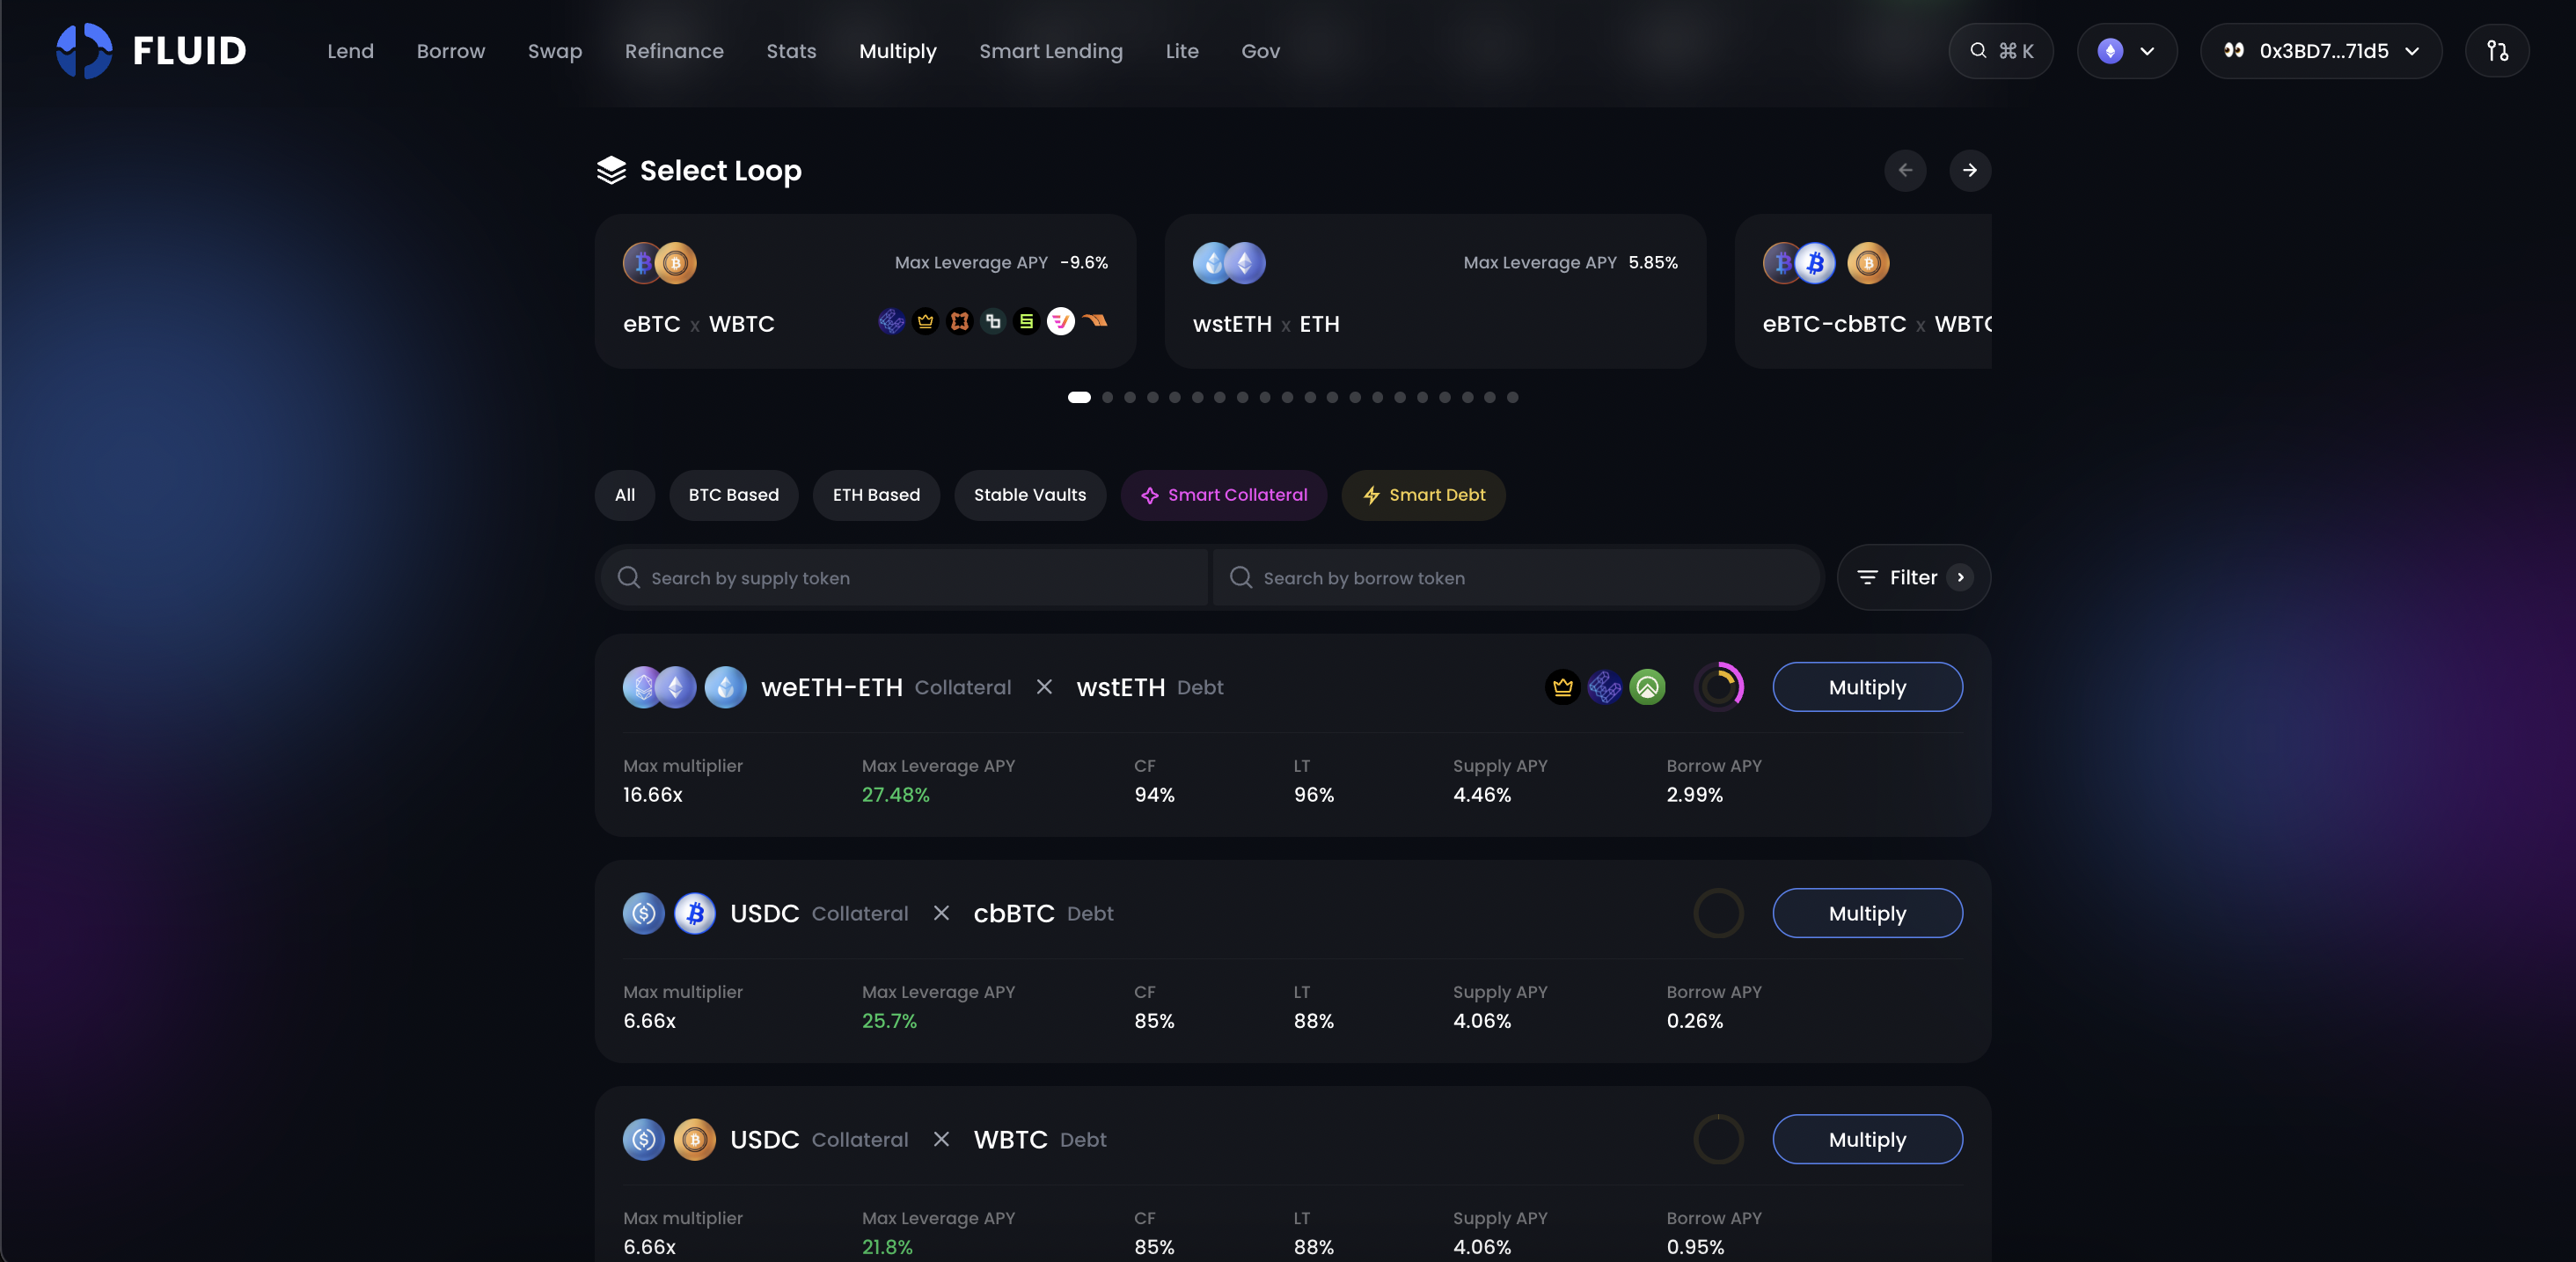 FLUID Lend Borrow Swap Refinance Stats Multiply Smart Lending Lite Gov ⌘ K 0x3BD7...71d5
Select Loop
Max Leverage APY -9.6%
eBTC x WBTC
Max Leverage APY 5.85%
wstETH x ETH
eBTC-cbBTC x WBTC
All BTC Based ETH Based Stable Vaults Smart Collateral Smart Debt
Search by supply token Search by borrow token Filter
weETH-ETH Collateral × wstETH Debt Multiply
Max multiplier Max Leverage APY CF LT Supply APY Borrow APY
16.66x 27.48% 94% 96% 4.46% 2.99%
USDC Collateral × cbBTC Debt Multiply
Max multiplier Max Leverage APY CF LT Supply APY Borrow APY
6.66x 25.7% 85% 88% 4.06% 0.26%
USDC Collateral × WBTC Debt Multiply
Max multiplier Max Leverage APY CF LT Supply APY Borrow APY
6.66x 21.8% 85% 88% 4.06% 0.95%